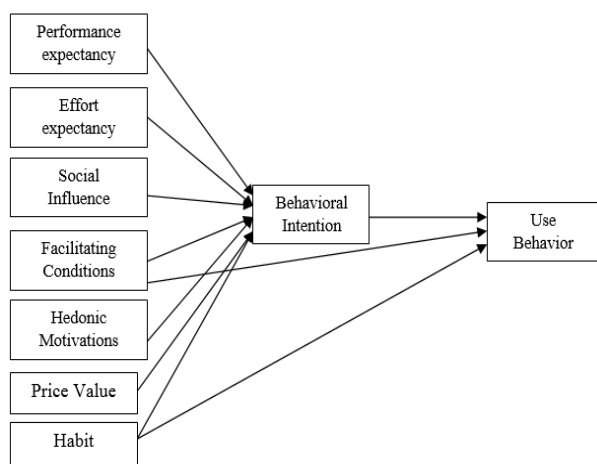 Performance
expectancy
Effort
expectancy
Social
Influence
Facilitating
Conditions
Hedonic
Motivations
Price Value
Habit
Behavioral
Intention
Use
Behavior